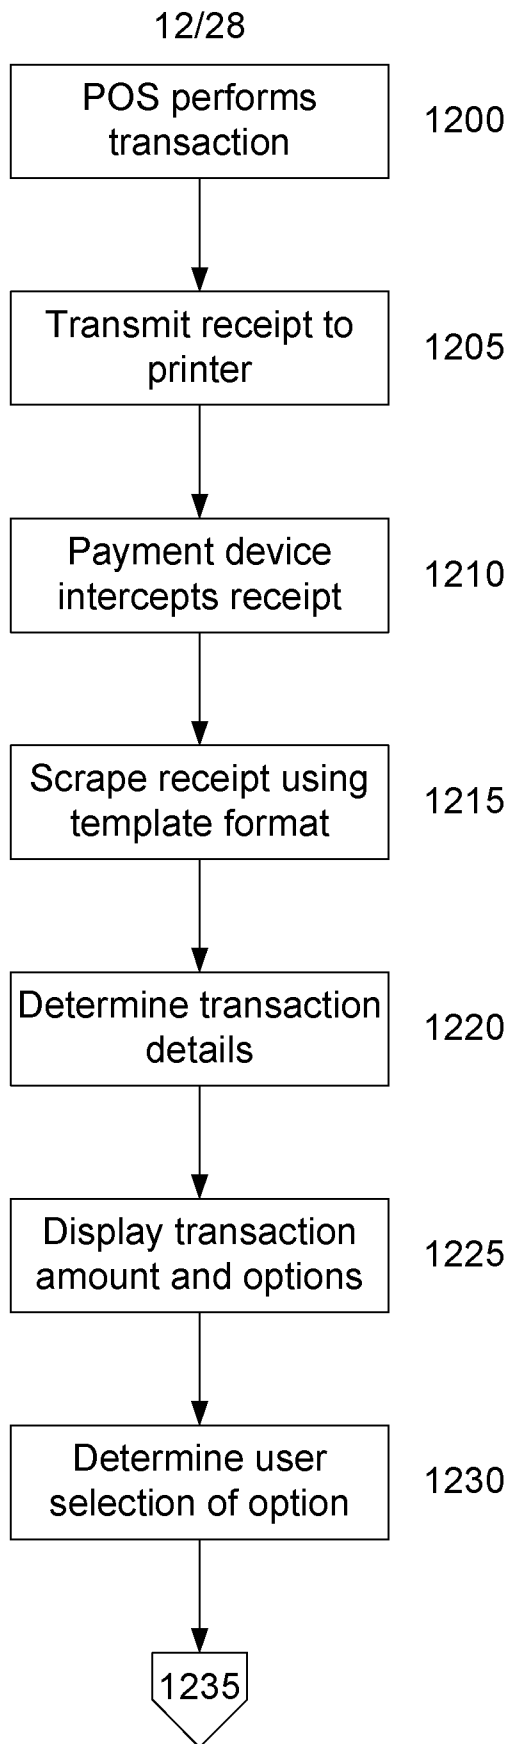 12/28
POS performs
transaction
1200
Transmit receipt to
printer
1205
Payment device
intercepts receipt
1210
Scrape receipt using
template format
1215
Determine transaction
details
1220
Display transaction
amount and options
1225
Determine user
selection of option
1230
1235